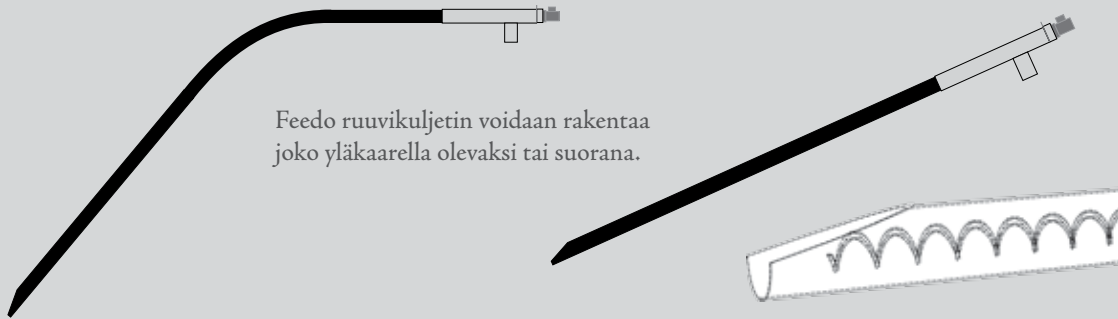 Feedo ruuvikuljetin voidaan rakentaa
joko yläkaarella olevaksi tai suorana.